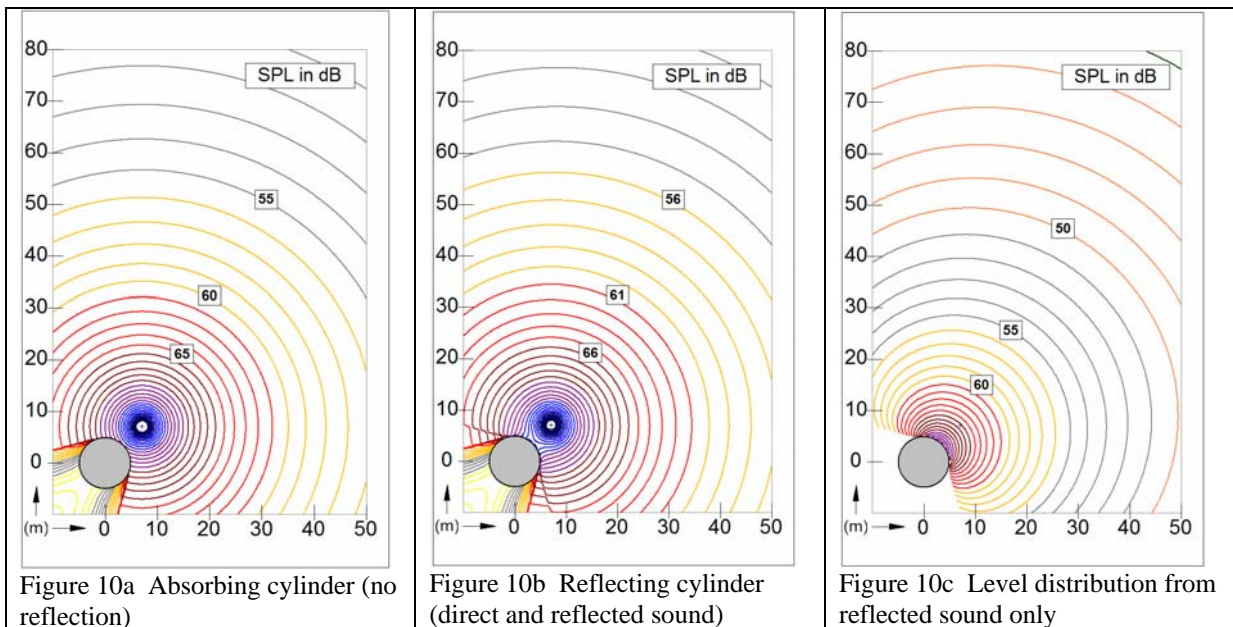 80
70
60
50
40
30
20
10
0
(m)
0 10 20 30 40 50
SPL in dB
55
60
65
Figure 10a Absorbing cylinder (no
reflection)
80
70
60
50
40
30
20
10
0
(m)
0 10 20 30 40 50
SPL in dB
56
61
66
Figure 10b Reflecting cylinder
(direct and reflected sound)
80
70
60
50
40
30
20
10
0
(m)
0 10 20 30 40 50
SPL in dB
50
55
60
Figure 10c Level distribution from
reflected sound only